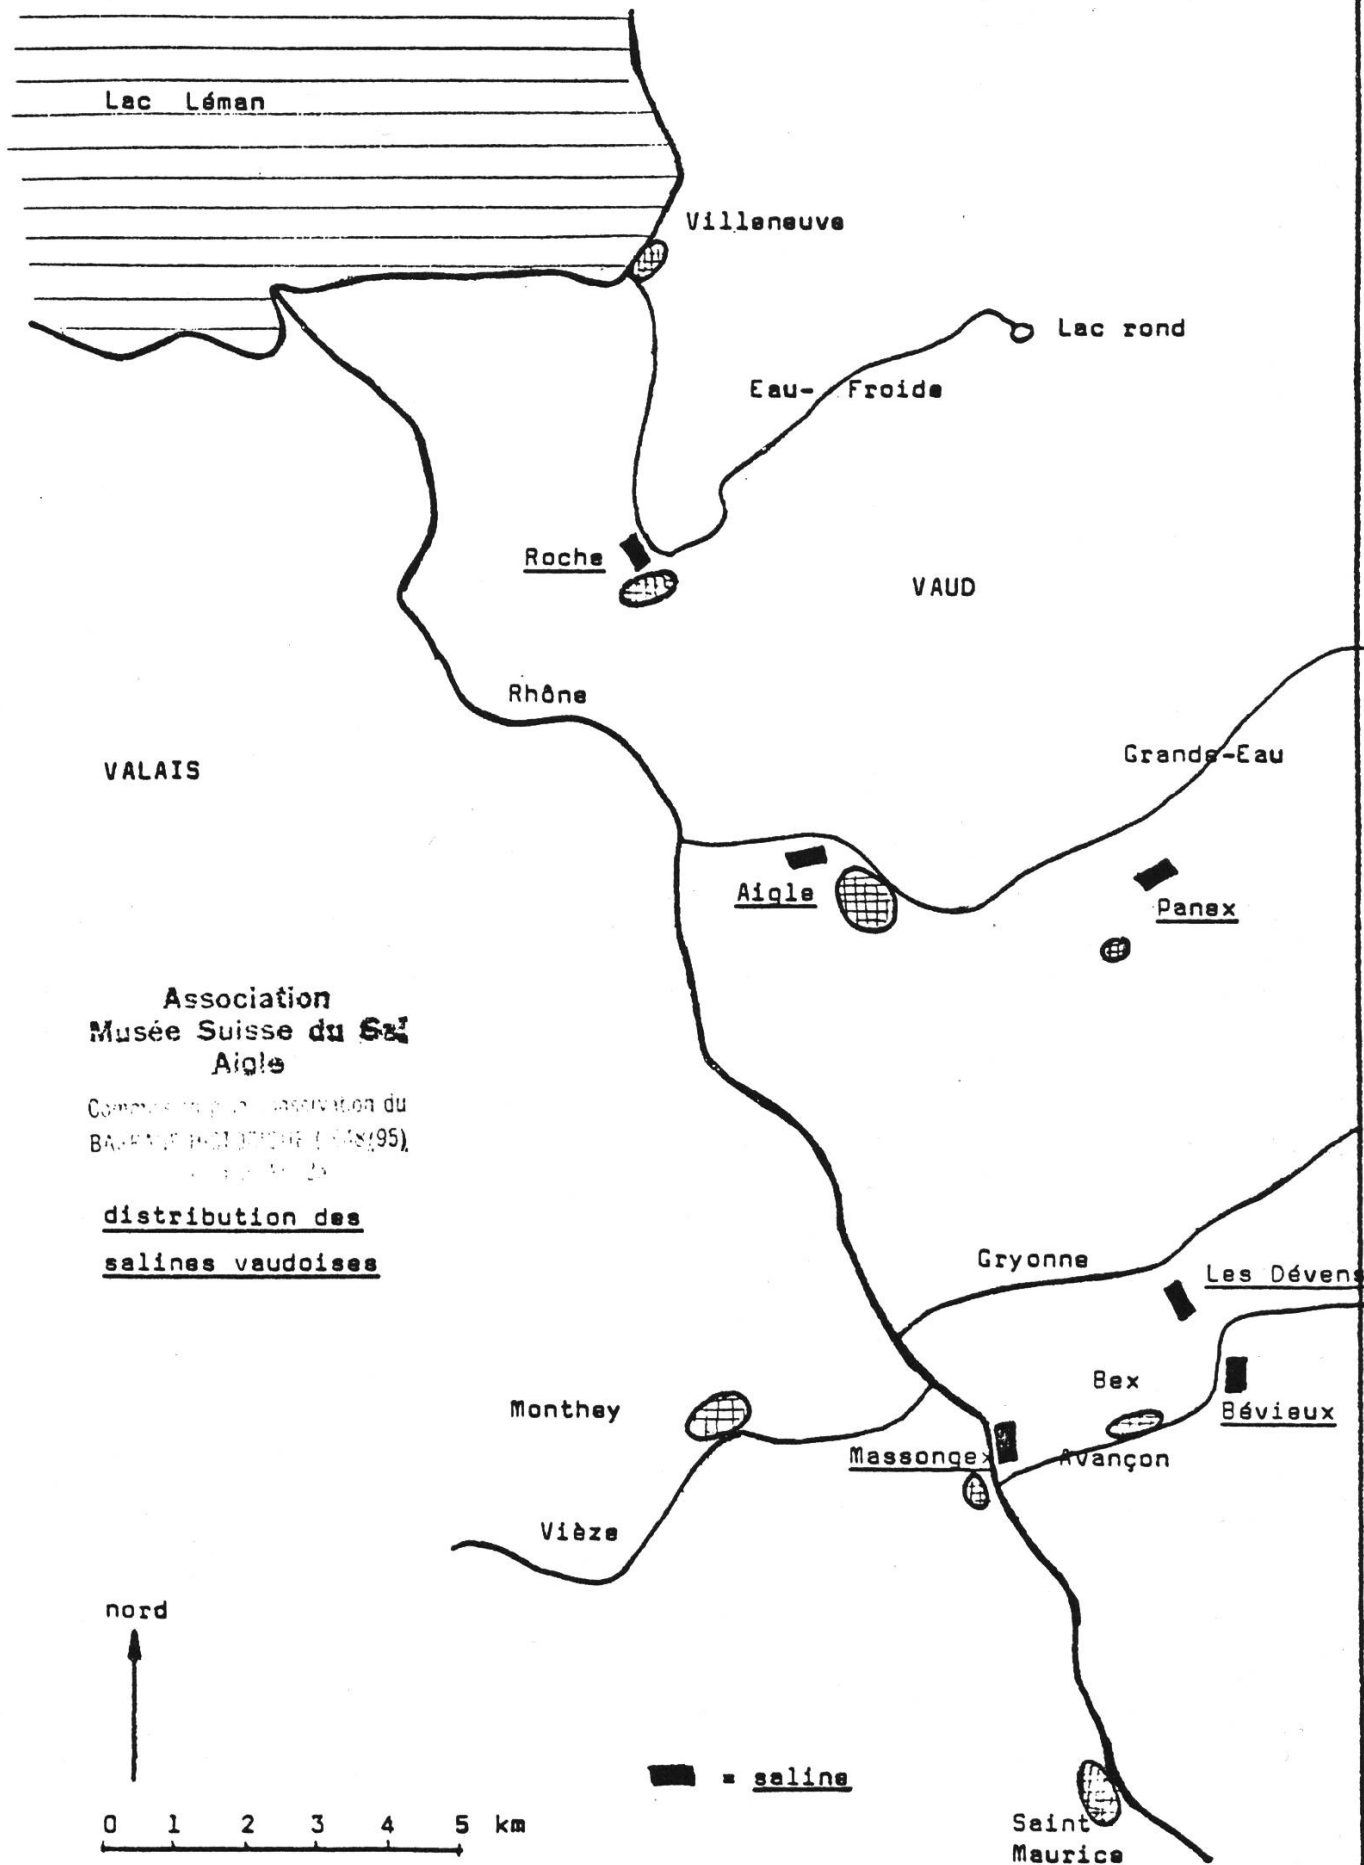 Lac Léman
Villeneuve
Lac rond
Eau- Froide
Roche
VAUD
Rhône
Grande-Eau
VALAIS
Aigle
Panex
Association
Musée Suisse du Sel
Aigle
du
distribution des
salines vaudoises
Gryonne
Les Dévens
Bex
Monthey
Bévieux
Massongex
Avançon
Vièze
nord
= saline
0 1 2 3 4 5 km
Saint
Maurice